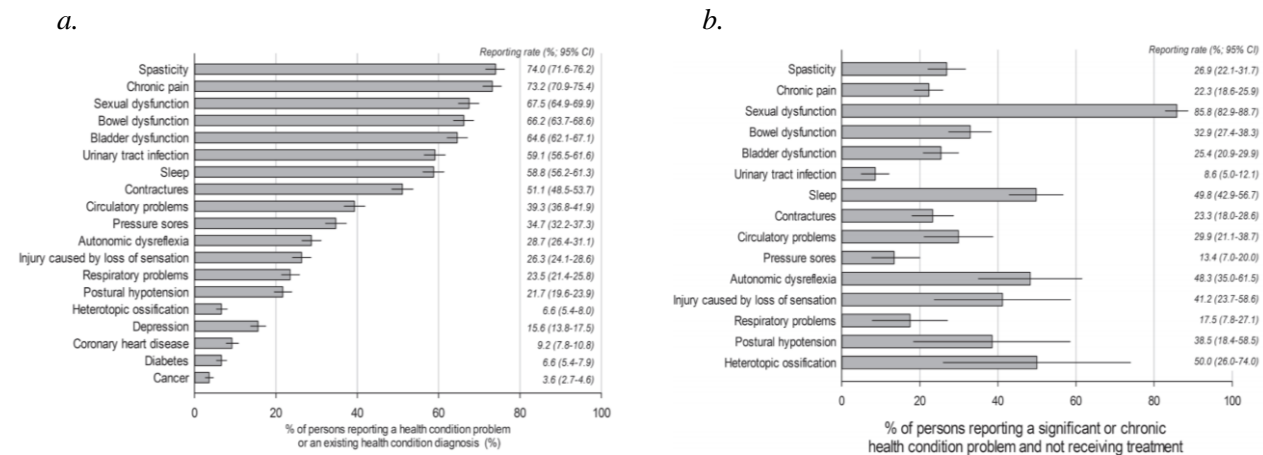 a.
Reporting rate (%; 95% CI)
Spasticity 74.0 (71.6-76.2)
Chronic pain 73.2 (70.9-75.4)
Sexual dysfunction 67.5 (64.9-69.9)
Bowel dysfunction 66.2 (63.7-68.6)
Bladder dysfunction 64.6 (62.1-67.1)
Urinary tract infection 59.1 (56.5-61.6)
Sleep 58.8 (56.2-61.3)
Contractures 51.1 (48.5-53.7)
Circulatory problems 39.3 (36.8-41.9)
Pressure sores 34.7 (32.2-37.3)
Autonomic dysreflexia 28.7 (26.4-31.1)
Injury caused by loss of sensation 26.3 (24.1-28.6)
Respiratory problems 23.5 (21.4-25.8)
Postural hypotension 21.7 (19.6-23.9)
Heterotopic ossification 6.6 (5.4-8.0)
Depression 15.6 (13.8-17.5)
Coronary heart disease 9.2 (7.8-10.8)
Diabetes 6.6 (5.4-7.9)
Cancer 3.6 (2.7-4.6)
0 20 40 60 80 100
% of persons reporting a health condition problem
or an existing health condition diagnosis (%)
b.
Reporting rate (%; 95% CI)
Spasticity 26.9 (22.1-31.7)
Chronic pain 22.3 (18.6-25.9)
Sexual dysfunction 85.8 (82.9-88.7)
Bowel dysfunction 32.9 (27.4-38.3)
Bladder dysfunction 25.4 (20.9-29.9)
Urinary tract infection 8.6 (5.0-12.1)
Sleep 49.8 (42.9-56.7)
Contractures 23.3 (18.0-28.6)
Circulatory problems 29.9 (21.1-38.7)
Pressure sores 13.4 (7.0-20.0)
Autonomic dysreflexia 48.3 (35.0-61.5)
Injury caused by loss of sensation 41.2 (23.7-58.6)
Respiratory problems 17.5 (7.8-27.1)
Postural hypotension 38.5 (18.4-58.5)
Heterotopic ossification 50.0 (26.0-74.0)
0 20 40 60 80 100
% of persons reporting a significant or chronic
health condition problem and not receiving treatment